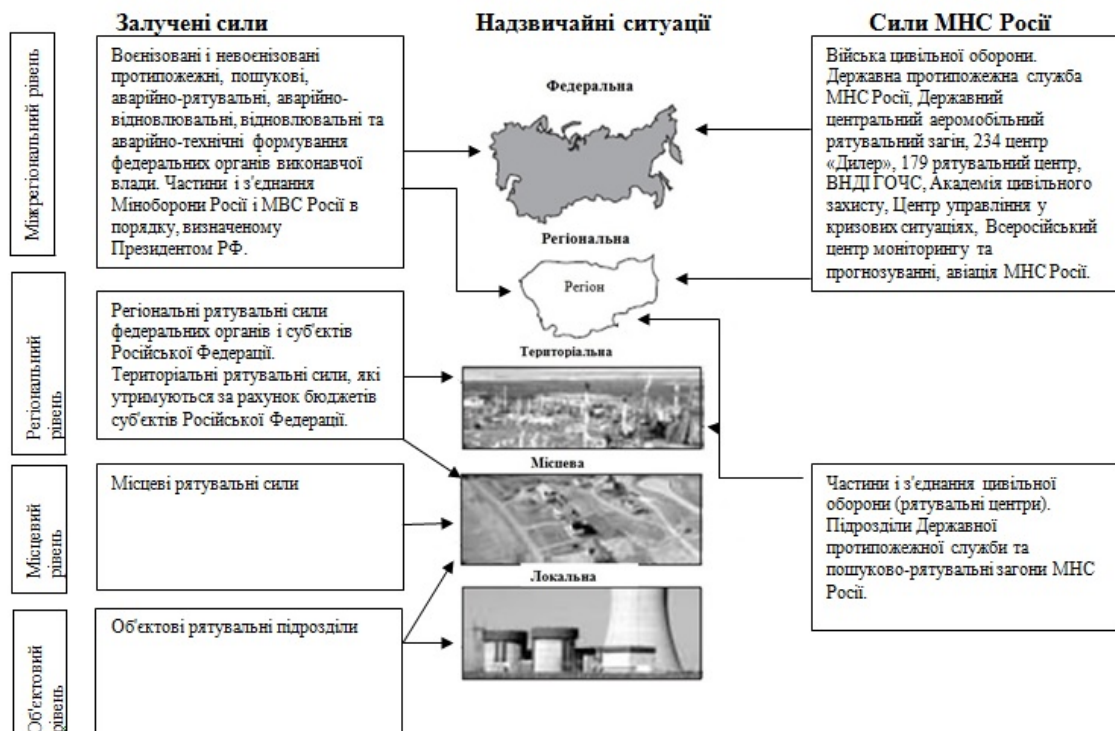 Залучені сили
Надзвичайні ситуації
Сили МНС Росії
Міжрегіональний рівень
Воєнізовані і невоєнізовані
протипожежні, пошукові,
аварійно-рятувальні, аварійно-
відновлювальні, відновлювальні та
аварійно-технічні формування
федеральних органів виконавчої
влади. Частини і з'єднання
Міноборони Росії і МВС Росії в
порядку, визначеному
Президентом РФ.
Федеральна
Регіональна
Регіон
Війська цивільної оборони.
Державна протипожежна служба
МНС Росії, Державний
центральний аеромобільний
рятувальний загін, 234 центр
«Дилер», 179 рятувальний центр,
ВНДІ ГОЧС, Академія цивільного
захисту, Центр управління у
кризових ситуаціях, Всеросійський
центр моніторингу та
прогнозуванні, авіація МНС Росії.
Регіональний
рівень
Регіональні рятувальні сили
федеральних органів і суб'єктів
Російської Федерації.
Територіальні рятувальні сили, які
утримуються за рахунок бюджетів
суб'єктів Російської Федерації.
Територіальна
Місцевий
рівень
Місцеві рятувальні сили
Місцева
Частини і з'єднання цивільної
оборони (рятувальні центри).
Підрозділи Державної
протипожежної служби та
пошуково-рятувальні загони МНС
Росії.
Об'єктовий
рівень
Об'єктові рятувальні підрозділи
Локальна